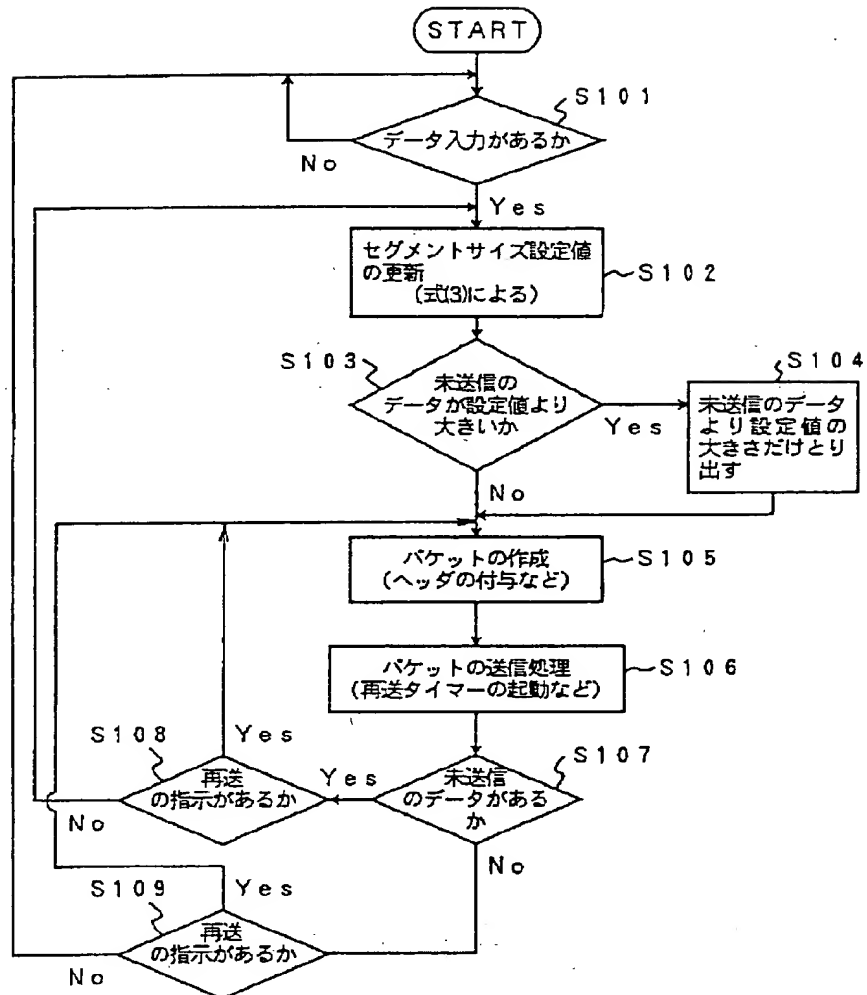 START
S101
データ入力があるか
No
Yes
セグメントサイズ設定値
の更新
(式(3)による)
S102
S103
未送信の
データが設定値より
大きいか
Yes
No
S104
未送信のデータ
より設定値の
大きさだけとり
出す
パケットの作成
(ヘッダの付与など)
S105
パケットの送信処理
(再送タイマーの起動など)
S106
S107
未送信
のデータがある
か
Yes
No
S108
再送
の指示があるか
Yes
No
S109
再送
の指示があるか
Yes
No